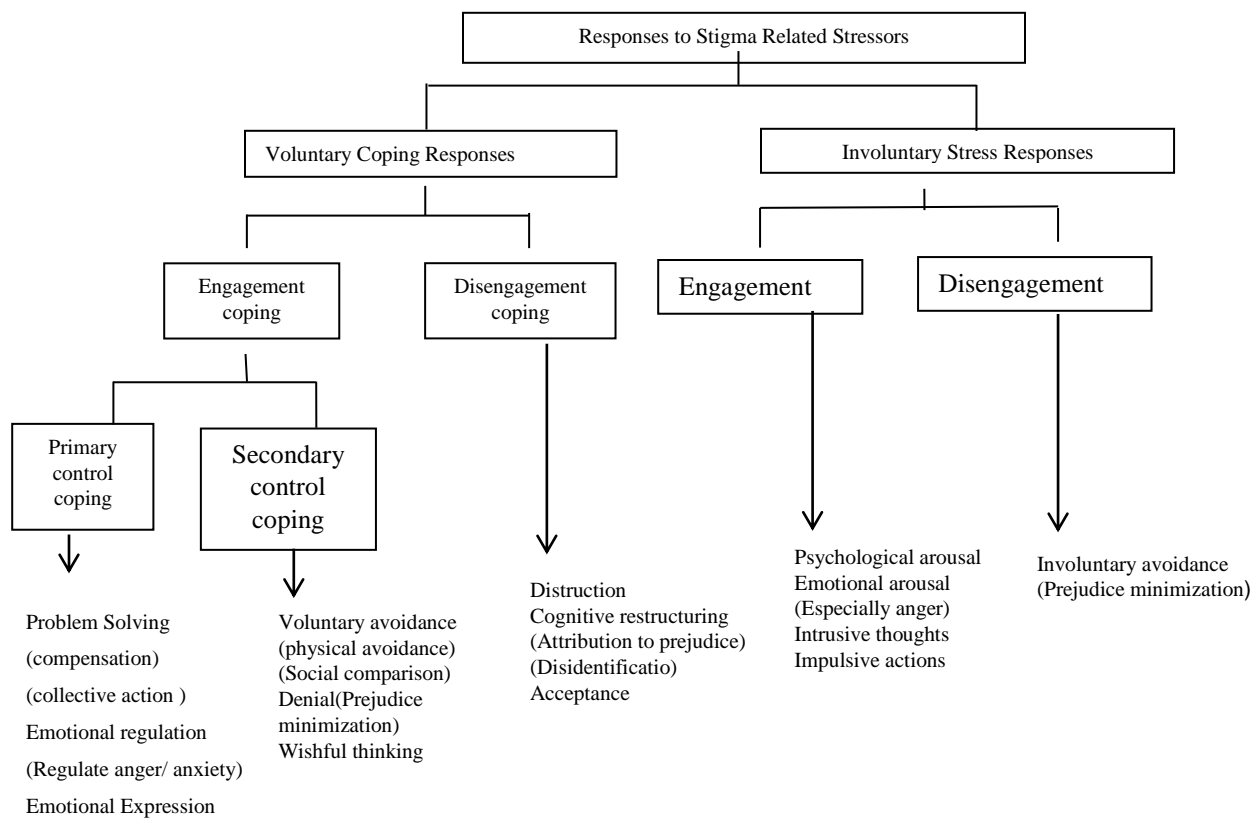 Responses to Stigma Related Stressors
Voluntary Coping Responses
Involuntary Stress Responses
Engagement
coping
Disengagement
coping
Engagement
Disengagement
Primary
control
coping
Secondary
control
coping
Problem Solving
(compensation)
(collective action )
Emotional regulation
(Regulate anger/ anxiety)
Emotional Expression
Voluntary avoidance
(physical avoidance)
(Social comparison)
Denial(Prejudice
minimization)
Wishful thinking
Distruction
Cognitive restructuring
(Attribution to prejudice)
(Disidentificatio)
Acceptance
Psychological arousal
Emotional arousal
(Especially anger)
Intrusive thoughts
Impulsive actions
Involuntary avoidance
(Prejudice minimization)